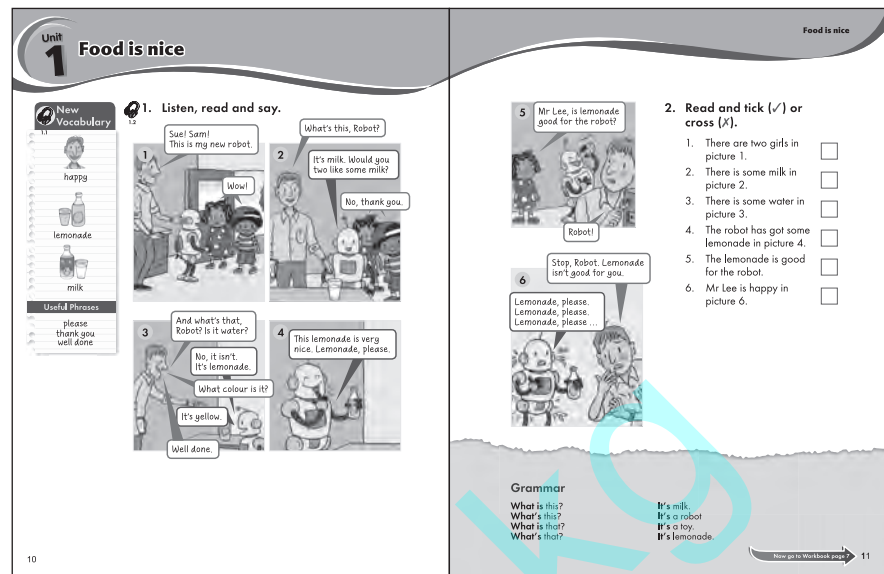 Unit
1
Food is nice
New
Vocabulary
1.1
happy
lemonade
milk
Useful Phrases
please
thank you
well done
1.2
1. Listen, read and say.
1
Sue! Sam!
This is my new robot.
Wow!
2
What's this, Robot?
It's milk. Would you
two like some milk?
No, thank you.
3
And what's that,
Robot? Is it water?
No, it isn't.
It's lemonade.
What colour is it?
It's yellow.
Well done.
4
This lemonade is very
nice. Lemonade, please.
10
Food is nice
5
Mr Lee, is lemonade
good for the robot?
Robot!
6
Stop, Robot. Lemonade
isn't good for you.
Lemonade, please.
Lemonade, please.
Lemonade, please ...
2. Read and tick (✓) or
cross (✗).
1. There are two girls in
picture 1.
2. There is some milk in
picture 2.
3. There is some water in
picture 3.
4. The robot has got some
lemonade in picture 4.
5. The lemonade is good
for the robot.
6. Mr Lee is happy in
picture 6.
Grammar
What is this? It's milk.
What's this? It's a robot
What is that? It's a toy.
What's that? It's lemonade.
Now go to Workbook page 7
11
kg